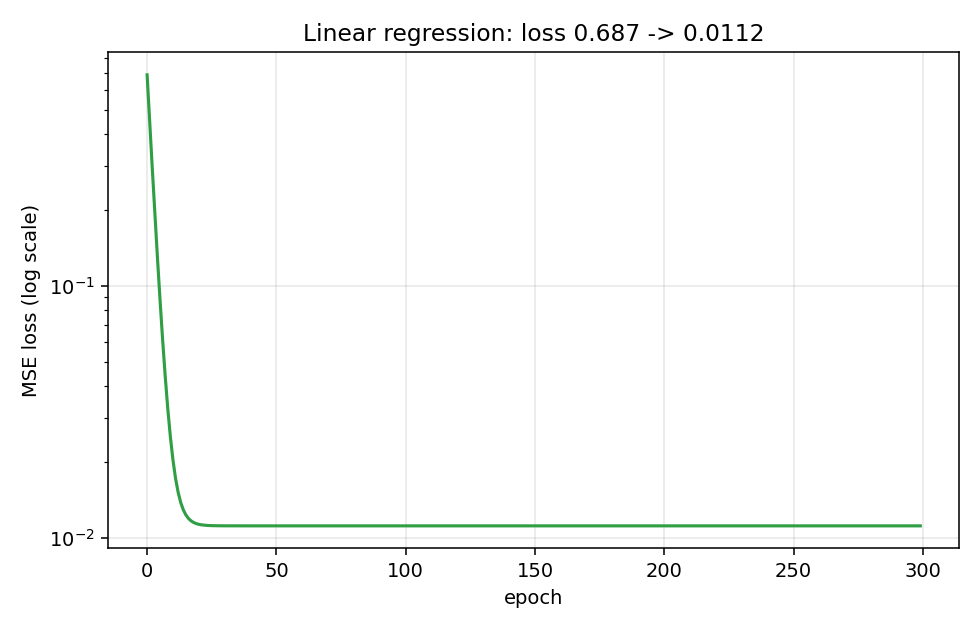 Linear regression: loss 0.687 -> 0.0112
MSE loss (log scale)
10⁻¹
10⁻²
0 50 100 150 200 250 300
epoch